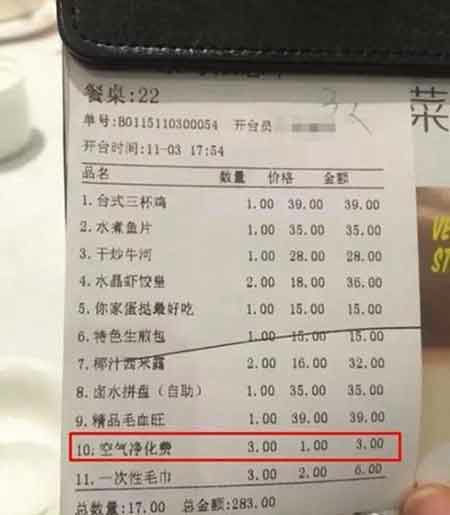 餐桌:22
单号:B0115110300054 开台员
开台时间:11-03 17:54
品名 数量 价格 金额
1.台式三杯鸡 1.00 39.00 39.00
2.水煮鱼片 1.00 35.00 35.00
3.干炒牛河 1.00 28.00 28.00
4.水晶虾饺皇 2.00 18.00 36.00
5.你家蛋挞最好吃 1.00 15.00 15.00
6.特色生煎包 1.00 15.00 15.00
7.椰汁西米露 2.00 16.00 32.00
8.卤水拼盘（自助） 1.00 35.00 35.00
9.精品毛血旺 1.00 39.00 39.00
10.空气净化费 3.00 1.00 3.00
11.一次性毛巾 3.00 2.00 6.00
总数量:17.00 总金额:283.00
菜
VE
ST